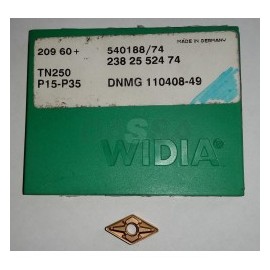 MADE IN GERMANY
209 60+ 540188/74
238 25 524 74
TN250
P15-P35 DNMG 110408-49
WIDIA